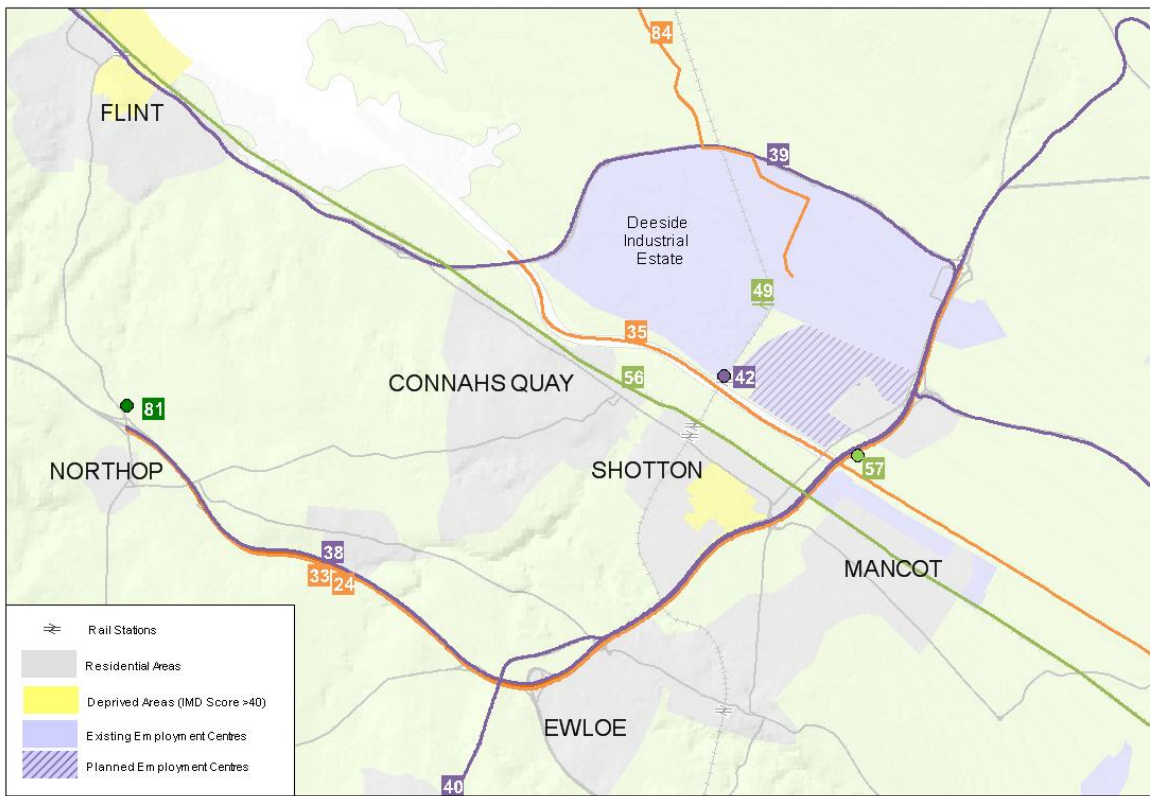 84
FLINT
39
Deeside
Industrial
Estate
49
35
56
42
CONNAHS QUAY
81
NORTHOP
SHOTTON
57
38
33
24
MANCOT
EWLOE
40
Rail Stations
Residential Areas
Deprived Areas (IMD Score >40)
Existing Employment Centres
Planned Employment Centres